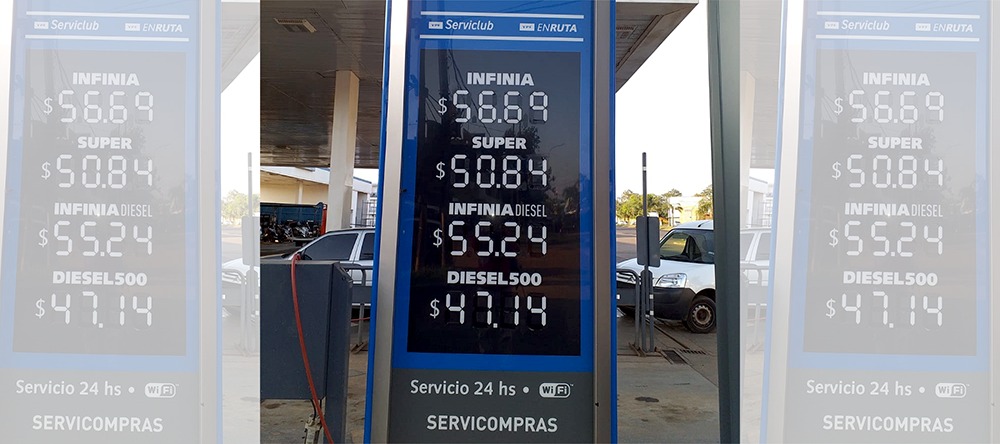 YPF Serviclub YPF ENRUTA
INFINIA
$56.69
SUPER
$50.84
INFINIA DIESEL
$55.24
DIESEL500
$47.14
Servicio 24 hs • WiFi
SERVICOMPRAS